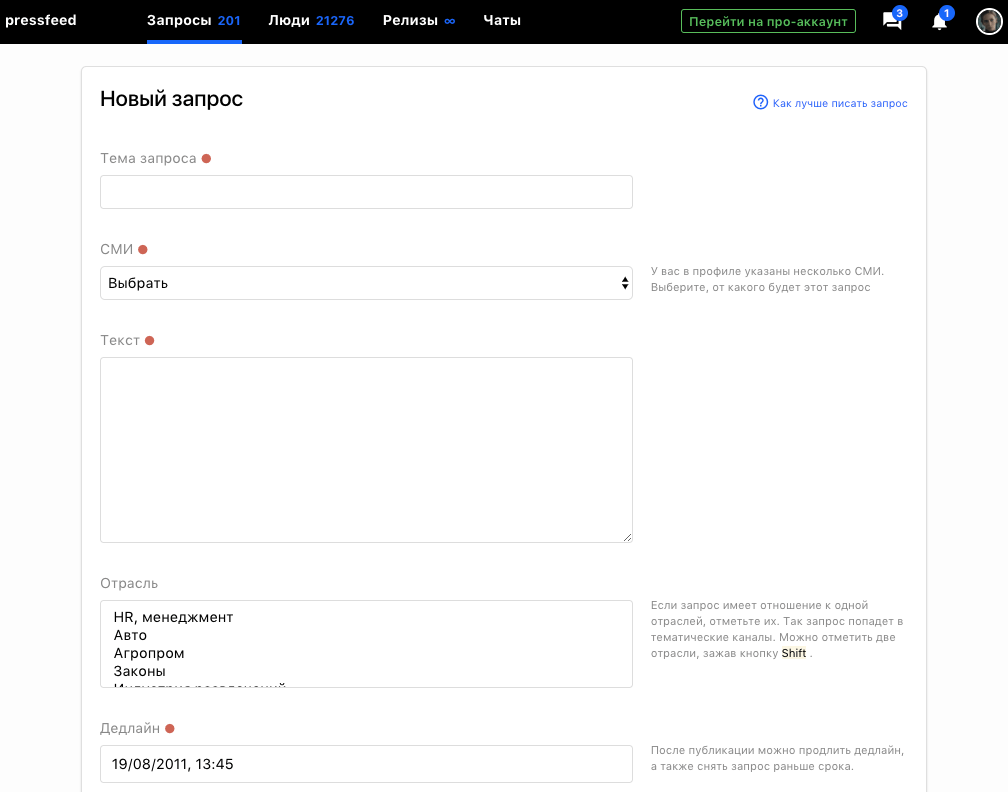 pressfeed Запросы 201 Люди 21276 Релизы ∞ Чаты Перейти на про-аккаунт 3 1
Новый запрос
? Как лучше писать запрос
Тема запроса
СМИ
Выбрать
У вас в профиле указаны несколько СМИ.
Выберите, от какого будет этот запрос
Текст
Отрасль
HR, менеджмент
Авто
Агропром
Законы
Индустрия развлечений
Если запрос имеет отношение к одной
отраслей, отметьте их. Так запрос попадет в
тематические каналы. Можно отметить две
отрасли, зажав кнопку Shift .
Дедлайн
19/08/2011, 13:45
После публикации можно продлить дедлайн,
а также снять запрос раньше срока.